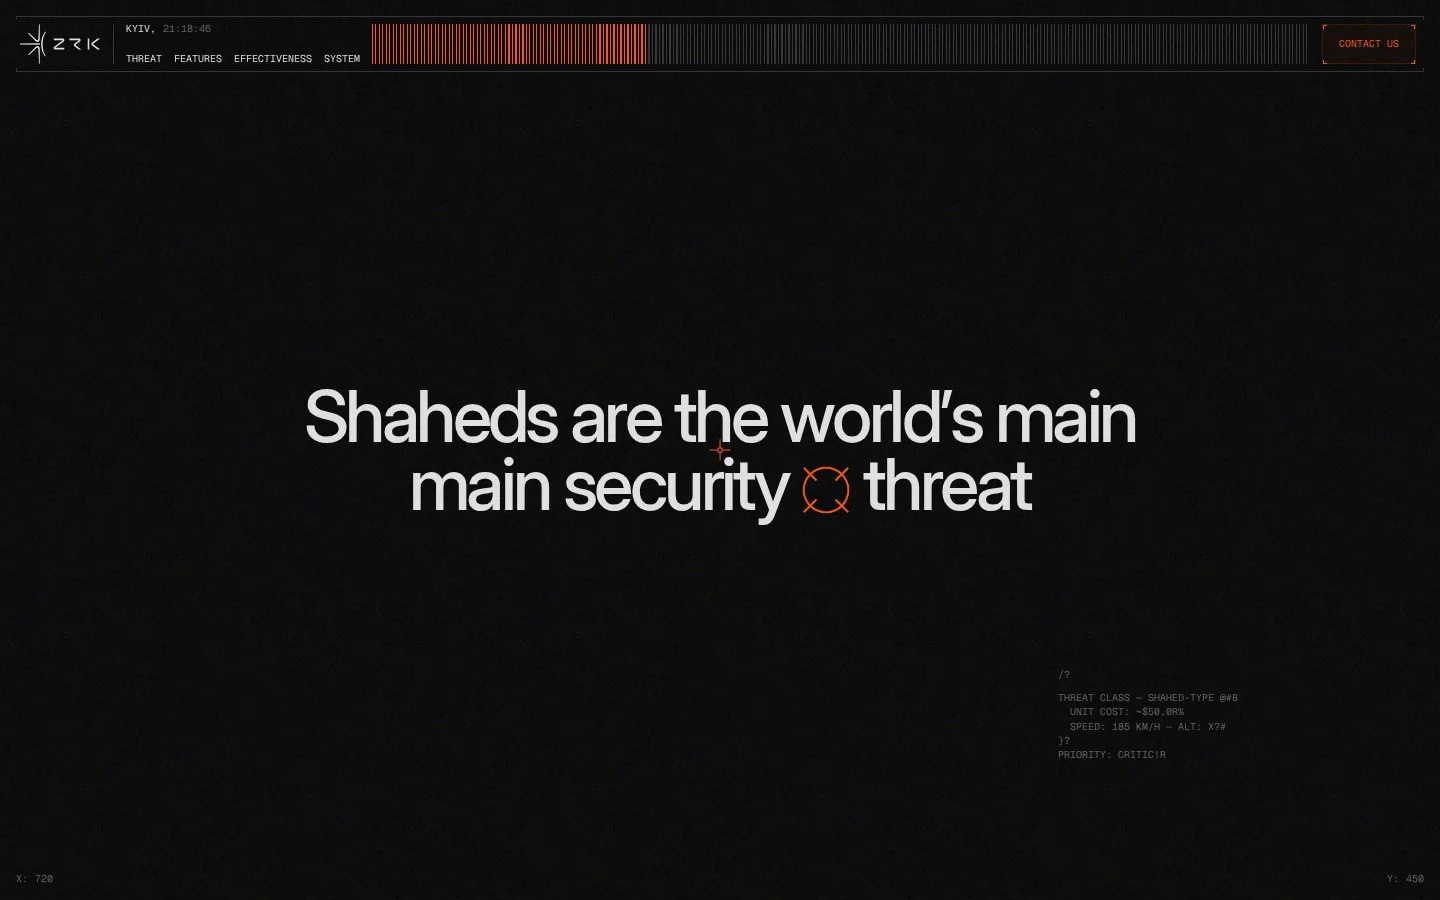 ZRK
KYIV, 21:18:46
THREAT FEATURES EFFECTIVENESS SYSTEM
CONTACT US
Shaheds are the world’s main
main security threat
/?
THREAT CLASS — SHAHED-TYPE @#B
UNIT COST: ~$50,0R%
SPEED: 185 KM/H — ALT: X?#
)?
PRIORITY: CRITIC!R
X: 720
Y: 450